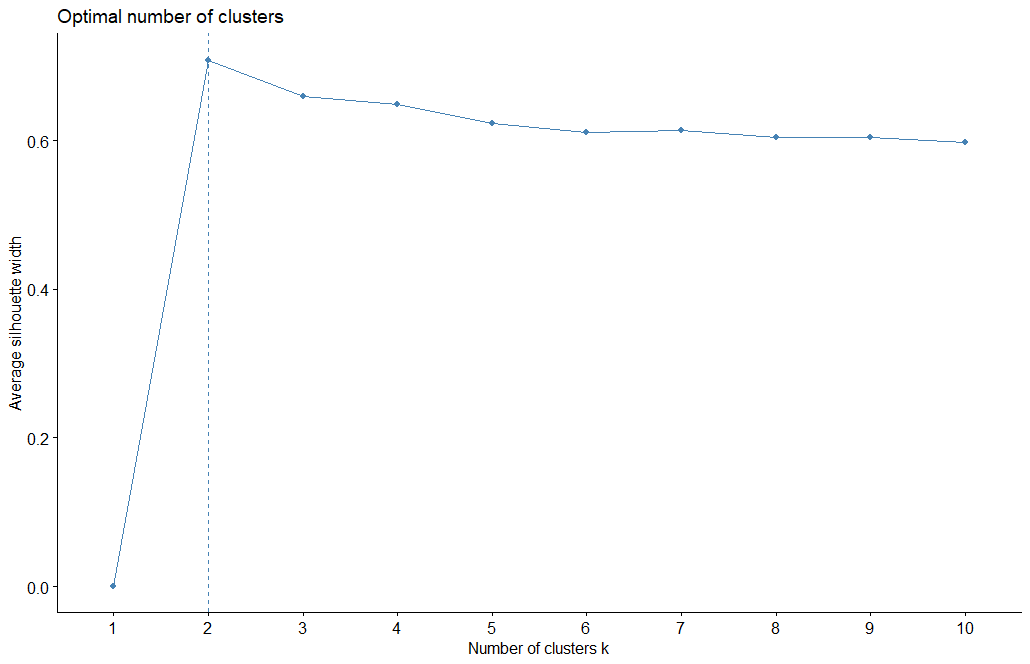 Optimal number of clusters
Average silhouette width
0.6
0.4
0.2
0.0
1 2 3 4 5 6 7 8 9 10
Number of clusters k